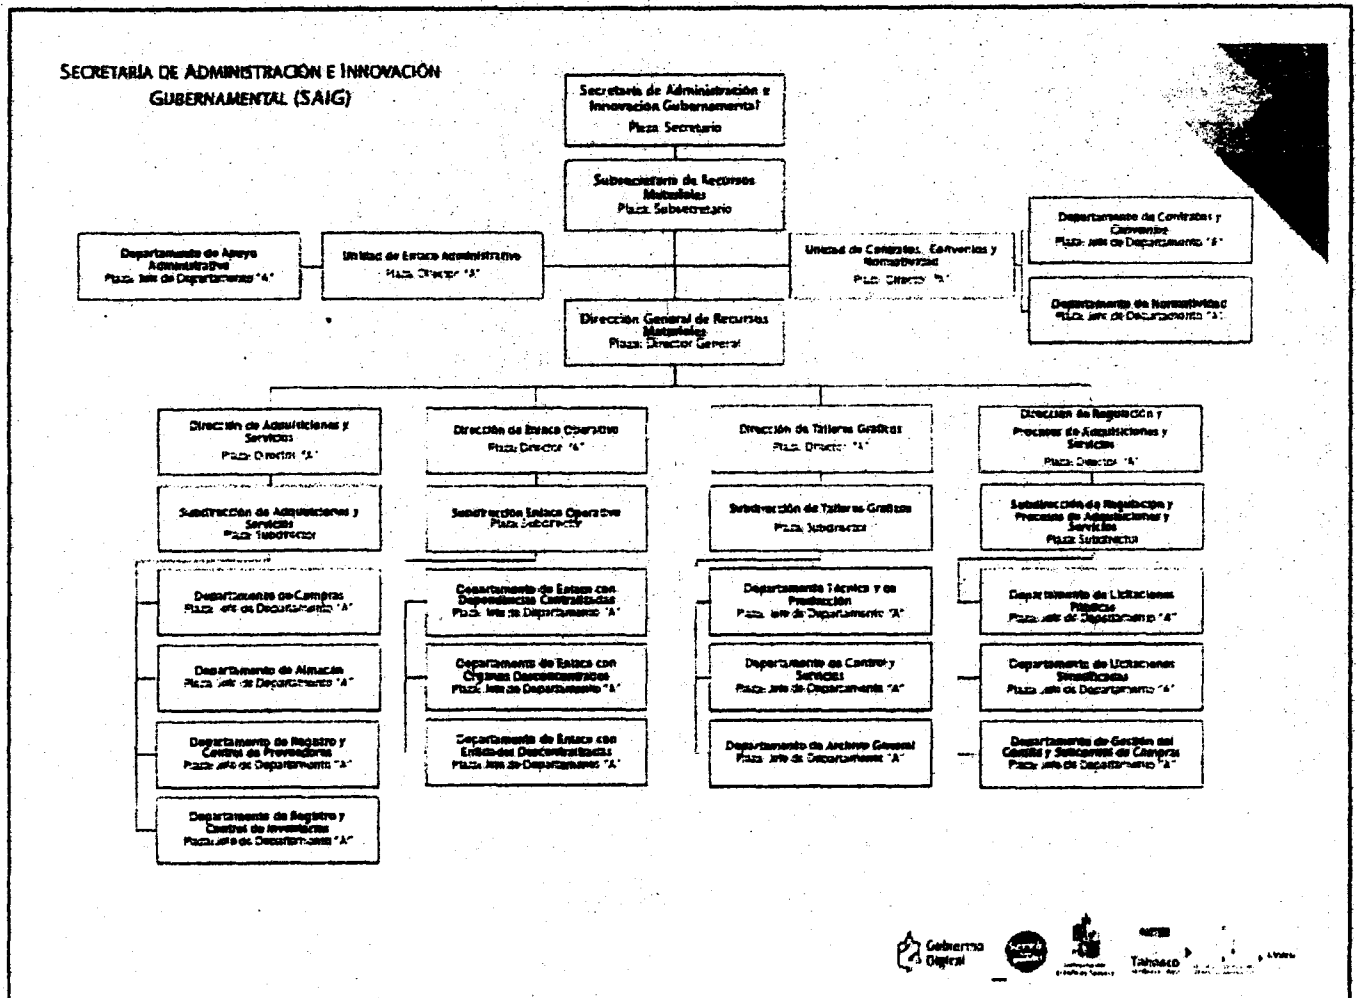 SECRETARÍA DE ADMINISTRACIÓN E INNOVACIÓN
GUBERNAMENTAL (SAIG)
Secretaría de Administración e
Innovación Gubernamental
Plaza: Secretario
Subsecretaría de Recursos
Materiales
Plaza: Subsecretario
Departamento de Apoyo
Administrativo
Plaza: Jefe de Departamento "A"
Unidad de Enlace Administrativo
Plaza: Director "A"
Unidad de Contratos, Convenios y
Normatividad
Plaza: Director "A"
Departamento de Contratos y
Convenios
Plaza: Jefe de Departamento "A"
Departamento de Normatividad
Plaza: Jefe de Departamento "A"
Dirección General de Recursos
Materiales
Plaza: Director General
Dirección de Adquisiciones y
Servicios
Plaza: Director "A"
Dirección de Enlace Operativo
Plaza: Director "A"
Dirección de Talleres Graficos
Plaza: Director "A"
Dirección de Regulación y
Procesos de Adquisiciones y
Servicios
Plaza: Director "A"
Subdirección de Adquisiciones y
Servicios
Plaza: Subdirector
Subdirección Enlace Operativo
Plaza: Subdirector
Subdirección de Talleres Graficos
Plaza: Subdirector
Subdirección de Regulación y
Procesos de Adquisiciones y
Servicios
Plaza: Subdirector
Departamento de Compras
Plaza: Jefe de Departamento "A"
Departamento de Enlace con
Dependencias Centralizadas
Plaza: Jefe de Departamento "A"
Departamento Técnico y de
Producción
Plaza: Jefe de Departamento "A"
Departamento de Licitaciones
Públicas
Plaza: Jefe de Departamento "A"
Departamento de Almacén
Plaza: Jefe de Departamento "A"
Departamento de Enlace con
Órganos Desconcentrados
Plaza: Jefe de Departamento "A"
Departamento de Control y
Servicios
Plaza: Jefe de Departamento "A"
Departamento de Licitaciones
Simplificadas
Plaza: Jefe de Departamento "A"
Departamento de Registro y
Control de Proveedores
Plaza: Jefe de Departamento "A"
Departamento de Enlace con
Entidades Descentralizadas
Plaza: Jefe de Departamento "A"
Departamento de Archivo General
Plaza: Jefe de Departamento "A"
Departamento de Gestión del
Comité y Subcomité de Compras
Plaza: Jefe de Departamento "A"
Departamento de Registro y
Control de Inventarios
Plaza: Jefe de Departamento "A"
Gobierno
Digital
Tabasco